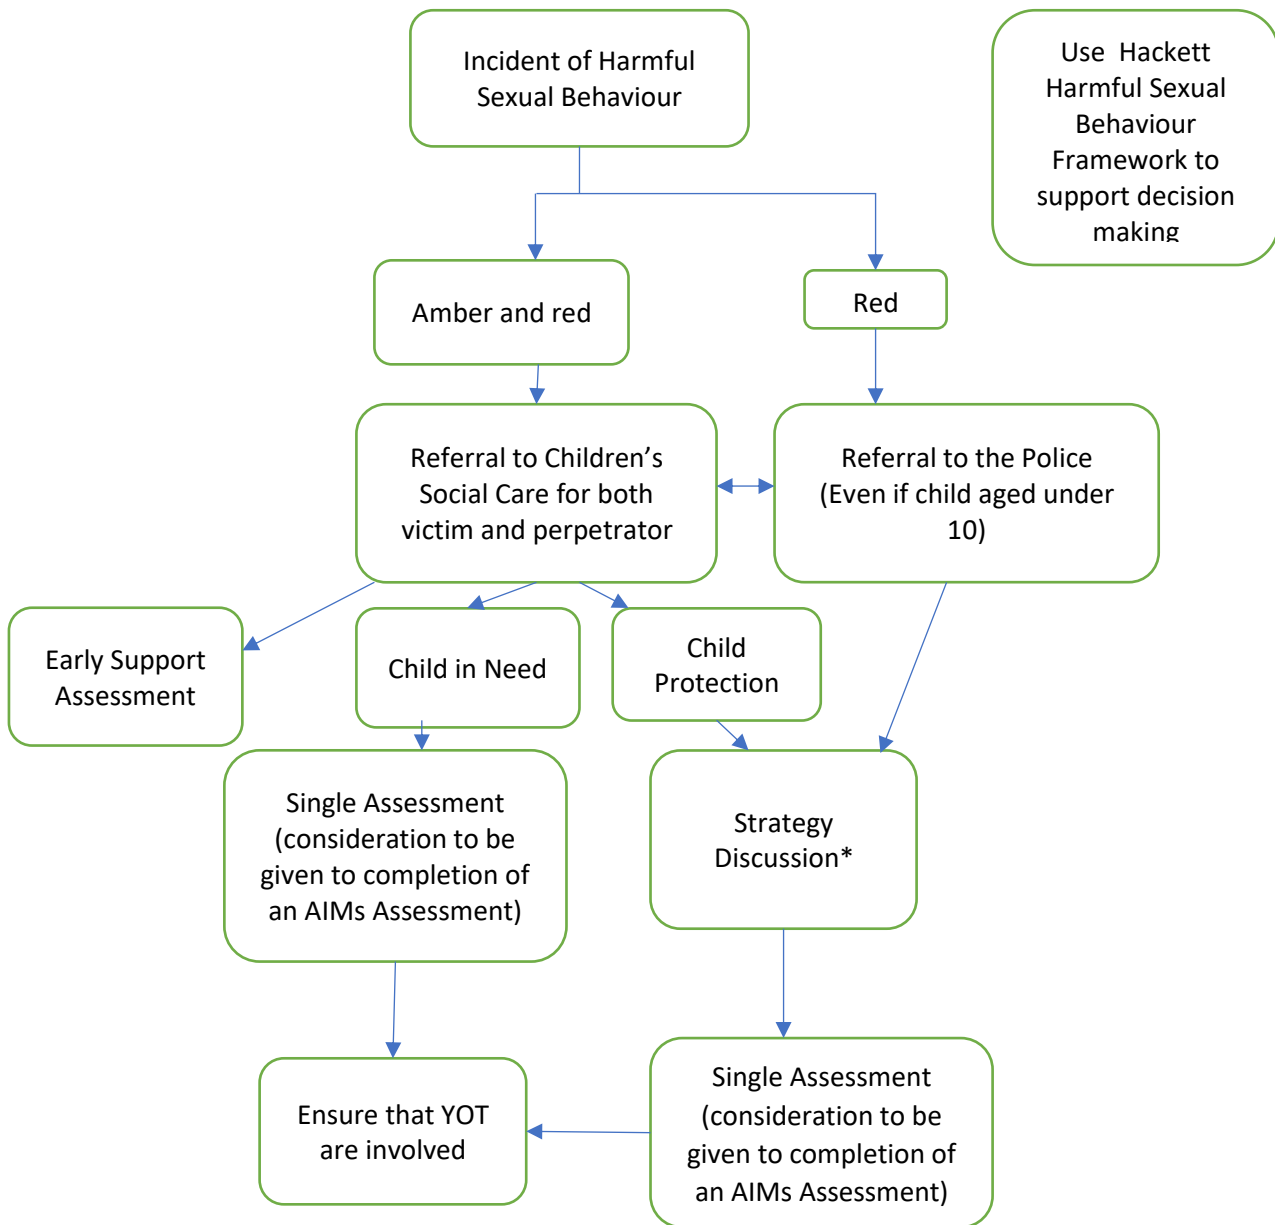 Incident of Harmful
Sexual Behaviour
Use Hackett
Harmful Sexual
Behaviour
Framework to
support decision
making
Amber and red
Red
Referral to Children’s
Social Care for both
victim and perpetrator
Referral to the Police
(Even if child aged under
10)
Early Support
Assessment
Child in Need
Child
Protection
Single Assessment
(consideration to be
given to completion of
an AIMs Assessment)
Strategy
Discussion*
Ensure that YOT
are involved
Single Assessment
(consideration to be
given to completion of
an AIMs Assessment)